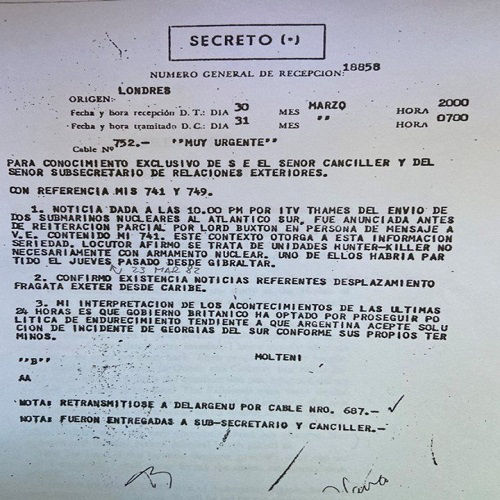 SECRETO (•)
NUMERO GENERAL DE RECEPCION: 18858
LONDRES
ORIGEN:
Fecha y hora recepción D. T.: DIA 30 MES MARZO HORA 2000
Fecha y hora tramitado D. C.: DIA 31 MES " HORA 0700
Cable Nº 752.- ""MUY URGENTE""
PARA CONOCIMIENTO EXCLUSIVO DE S E EL SENOR CANCILLER Y DEL
SENOR SUBSECRETARIO DE RELACIONES EXTERIORES.
CON REFERENCIA MIS 741 Y 749.
1. NOTICIA DADA A LAS 10.00 PM POR ITV THAMES DEL ENVIO DE
DOS SUBMARINOS NUCLEARES AL ATLANTICO SUR, FUE ANUNCIADA ANTES
DE REITERACION PARCIAL POR LORD BUXTON EN PERSONA DE MENSAJE A
V.E. CONTENIDO MI 741. ESTE CONTEXTO OTORGA A ESTA INFORMACION
SERIEDAD. LOCUTOR AFIRMO SE TRATA DE UNIDADES HUNTER-KILLER NO
NECESARIAMENTE CON ARMAMENTO NUCLEAR. UNO DE ELLOS HABRIA PAR
TIDO EL JUEVES PASADO DESDE GIBRALTAR.
23 MAR 82
2. CONFIRMO EXISTENCIA NOTICIAS REFERENTES DESPLAZAMIENTO
FRAGATA EXETER DESDE CARIBE.
3. MI INTERPRETACION DE LOS ACONTECIMIENTOS DE LAS ULTIMAS
24 HORAS ES QUE GOBIERNO BRITANICO HA OPTADO POR PROSEGUIR PO
LITICA DE ENDURECIMIENTO TENDIENTE A QUE ARGENTINA ACEPTE SOLU
CION DE INCIDENTE DE GEORGIAS DEL SUR CONFORME SUS PROPIOS TER
MINOS.
""B"" MOLTENI
AA
NOTA: RETRANSMITIOSE A DELARGENU POR CABLE NRO. 687.-
NOTA: FUERON ENTREGADAS A SUB-SECRETARIO Y CANCILLER.-